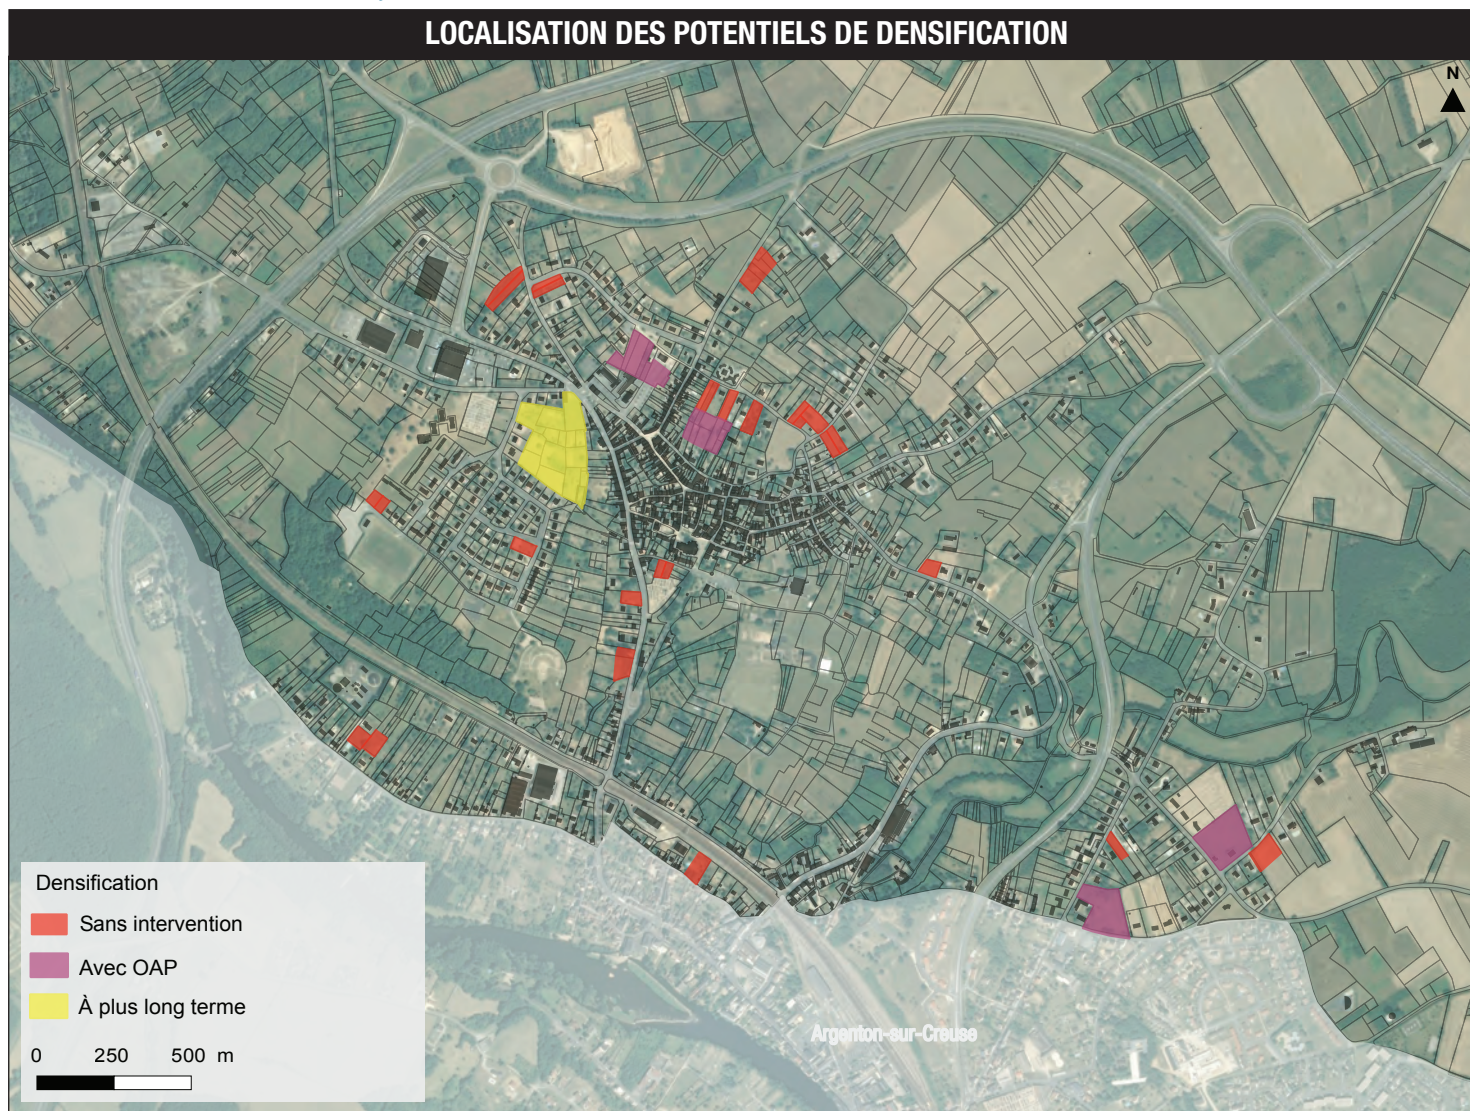 LOCALISATION DES POTENTIELS DE DENSIFICATION
N
Densification
Sans intervention
Avec OAP
À plus long terme
0 250 500 m
Argenton-sur-Creuse